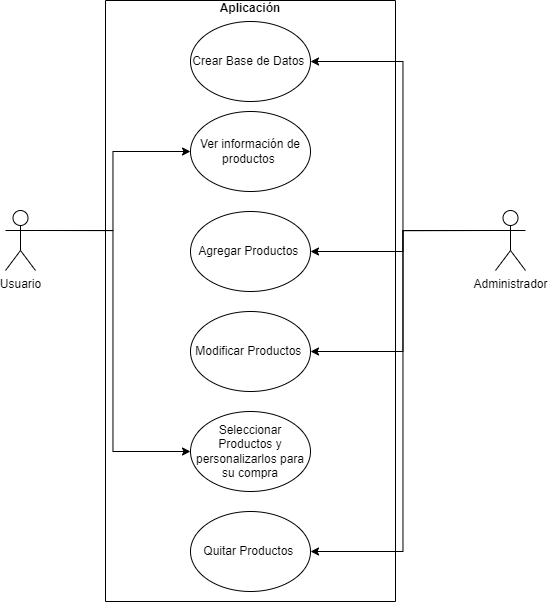 Aplicación
Crear Base de Datos
Ver información de
productos
Usuario
Agregar Productos
Administrador
Modificar Productos
Seleccionar
Productos y
personalizarlos para
su compra
Quitar Productos